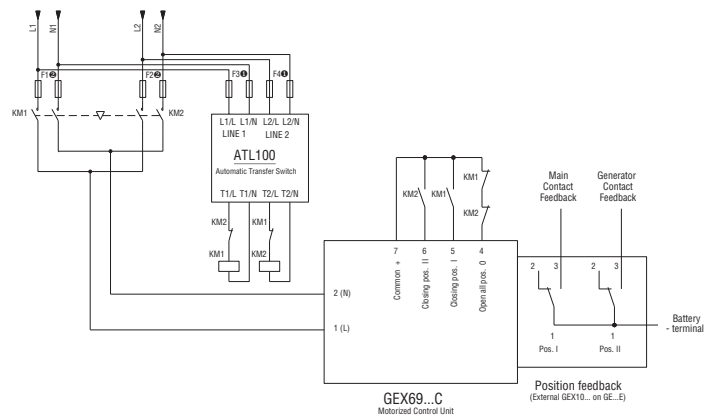 L1 N1 L2 N2
F1❷ F2❷ F3❶ F4❶
KM1 KM2
L1/L L1/N L2/L L2/N
LINE 1 LINE 2
ATL100
Automatic Transfer Switch
T1/L T1/N T2/L T2/N
KM2 KM1
KM1 KM2
KM2 KM1 KM1
KM2
7 6 5 4
Common +
Closing pos. II
Closing pos. I
Open all pos. 0
2 (N)
1 (L)
GEX69...C
Motorized Control Unit
Main
Contact
Feedback
Generator
Contact
Feedback
2 3 2 3
1 1
Pos. I Pos. II
Battery
- terminal
Position feedback
(External GEX10... on GE...E)